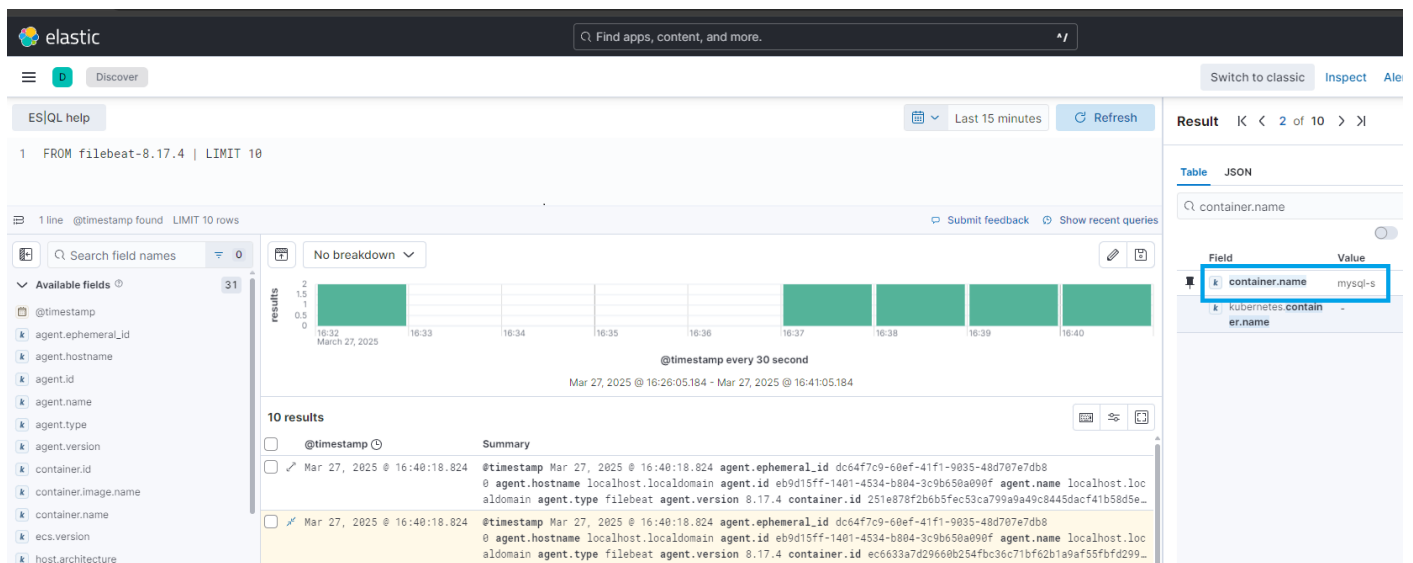 elastic
Find apps, content, and more.
^/
D
Discover
Switch to classic
Inspect
ES|QL help
Last 15 minutes
Refresh
1 FROM filebeat-8.17.4 | LIMIT 10
1 line @timestamp found LIMIT 10 rows
Submit feedback
Show recent queries
Result
2 of 10
Table
JSON
container.name
Field
Value
container.name
mysql-s
kubernetes.contain
er.name
-
Search field names
0
Available fields
31
@timestamp
agent.ephemeral_id
agent.hostname
agent.id
agent.name
agent.type
agent.version
container.id
container.image.name
container.name
ecs.version
host.architecture
No breakdown
results
2
1.5
1
0.5
0
16:32
March 27, 2025
16:33
16:34
16:35
16:36
16:37
16:38
16:39
16:40
@timestamp every 30 second
Mar 27, 2025 @ 16:26:05.184 - Mar 27, 2025 @ 16:41:05.184
10 results
@timestamp
Summary
Mar 27, 2025 @ 16:40:18.824 @timestamp Mar 27, 2025 @ 16:40:18.824 agent.ephemeral_id dc64f7c9-60ef-41f1-9035-48d707e7db8
0 agent.hostname localhost.localdomain agent.id eb9d15ff-1401-4534-b804-3c9b650a090f agent.name localhost.loc
aldomain agent.type filebeat agent.version 8.17.4 container.id 251e878f2b6b5fec53ca799a9a49c8445dacf41b58d5e…
Mar 27, 2025 @ 16:40:18.824 @timestamp Mar 27, 2025 @ 16:40:18.824 agent.ephemeral_id dc64f7c9-60ef-41f1-9035-48d707e7db8
0 agent.hostname localhost.localdomain agent.id eb9d15ff-1401-4534-b804-3c9b650a090f agent.name localhost.loc
aldomain agent.type filebeat agent.version 8.17.4 container.id ec6633a7d29660b254fbc36c71bf62b1a9af55fbfd299…